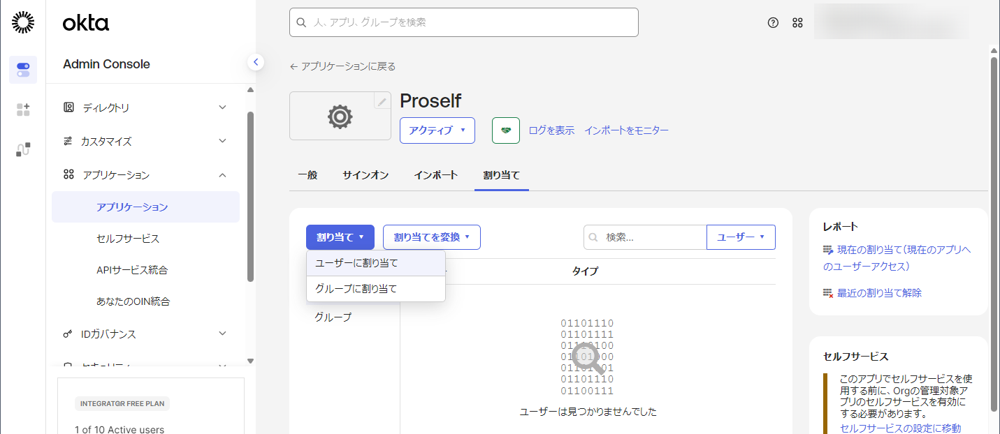 okta
人、アプリ、グループを検索
Admin Console
← アプリケーションに戻る
ディレクトリ
カスタマイズ
アプリケーション
アプリケーション
セルフサービス
APIサービス統合
あなたのOIN統合
IDガバナンス
セキュリティ
INTEGRATOR FREE PLAN
1 of 10 Active users
Proself
アクティブ
ログを表示
インポートをモニター
一般
サインオン
インポート
割り当て
割り当て
割り当てを変換
検索...
ユーザー
ユーザーに割り当て
グループに割り当て
タイプ
グループ
01101110
01101111
01110100
01101000
01101001
01101110
01100111
ユーザーは見つかりませんでした
レポート
現在の割り当て（現在のアプリへ
のユーザーアクセス）
最近の割り当て解除
セルフサービス
このアプリでセルフサービスを使
用する前に、Orgの管理対象ア
プリのセルフサービスを有効に
する必要があります。
セルフサービスの設定に移動